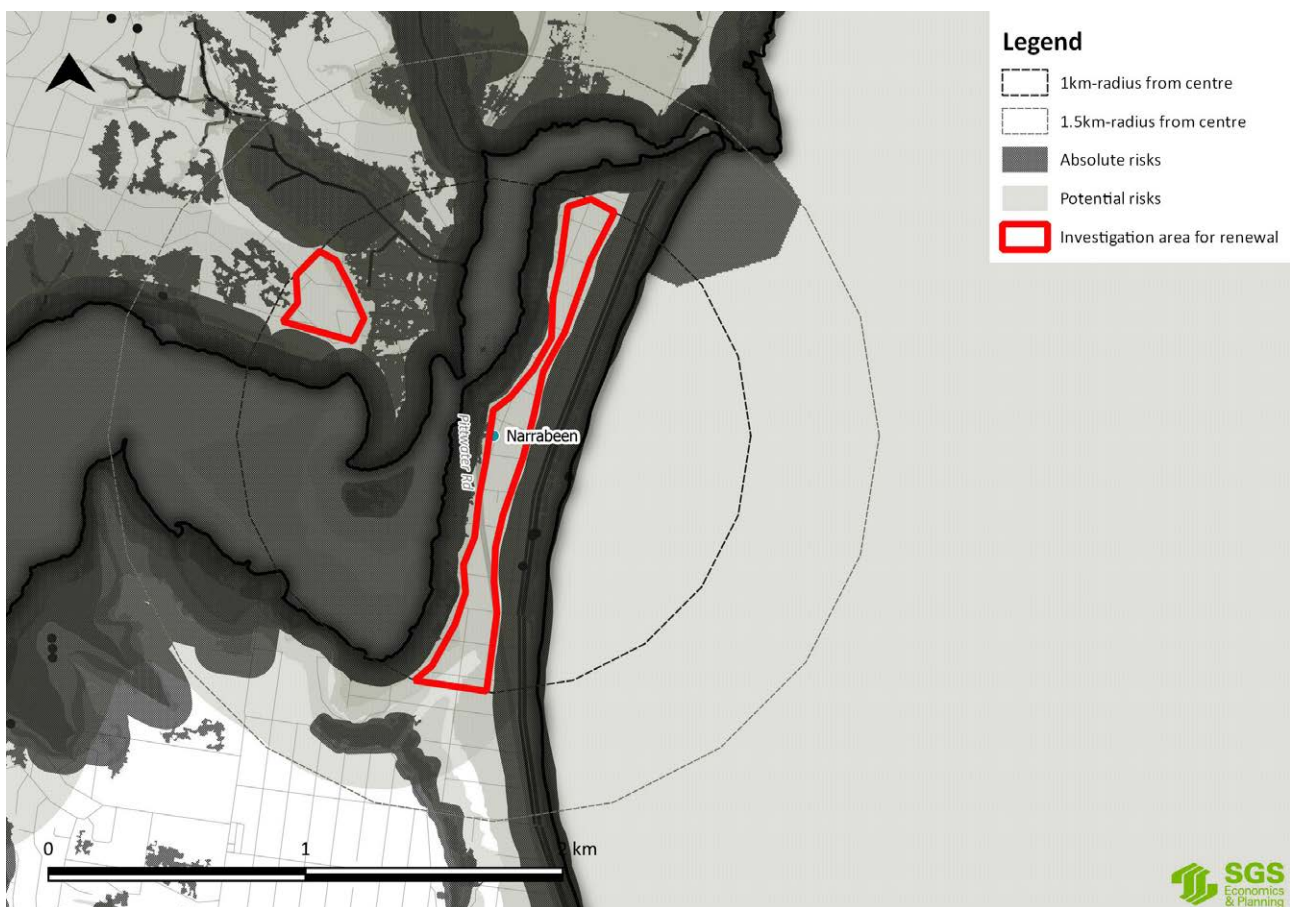 Legend
1km-radius from centre
1.5km-radius from centre
Absolute risks
Potential risks
Investigation area for renewal
Pittwater Rd
Narrabeen
0 1 2 km
SGS
Economics
& Planning